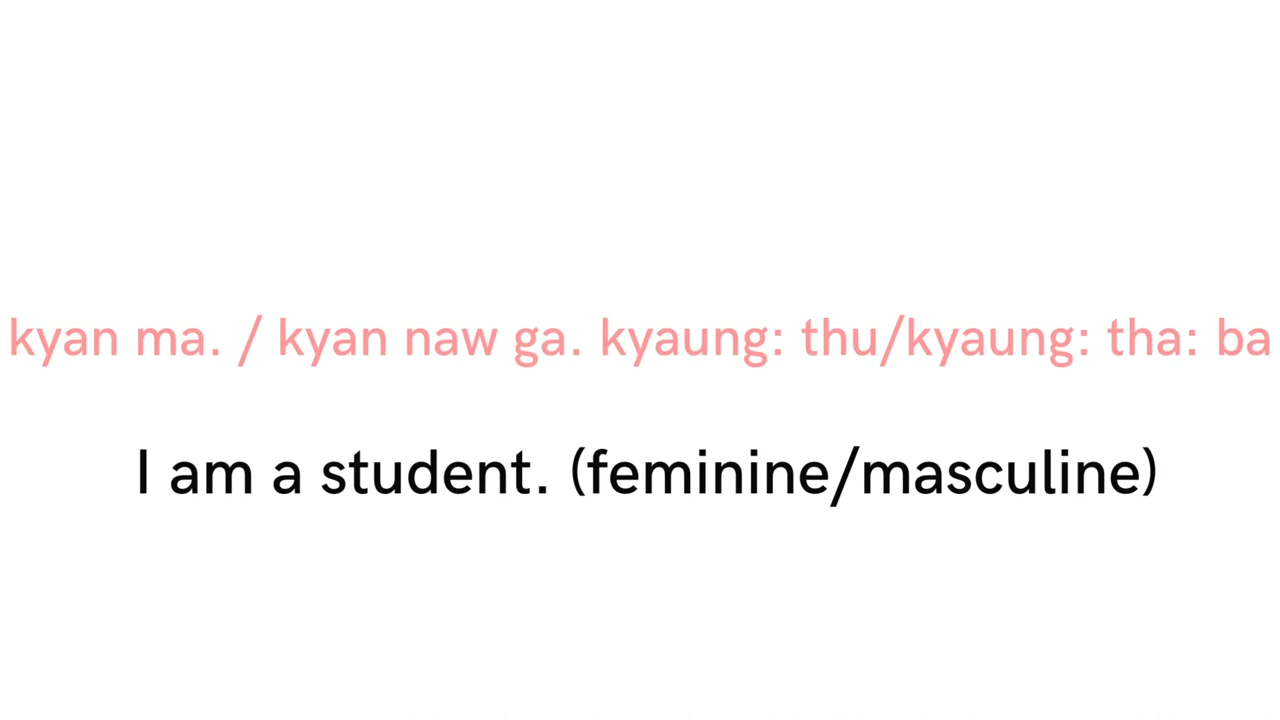 kyan ma. / kyan naw ga. kyaung: thu/kyaung: tha: ba
I am a student. (feminine/masculine)